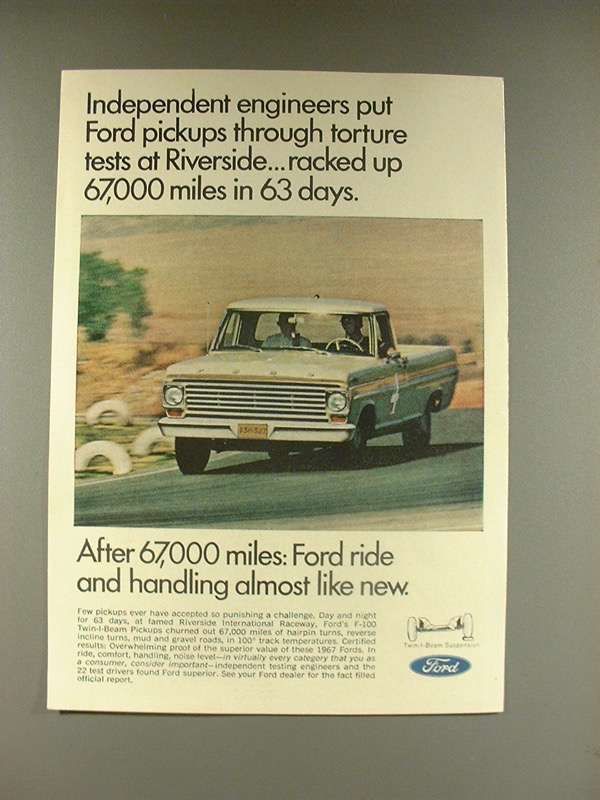 Independent engineers put
Ford pickups through torture
tests at Riverside...racked up
67,000 miles in 63 days.
FORD
After 67,000 miles: Ford ride
and handling almost like new.
Few pickups ever have accepted so punishing a challenge. Day and night
for 63 days, at famed Riverside International Raceway, Ford's F-100
Twin-I-Beam Pickups churned out 67,000 miles of hairpin turns, reverse
incline turns, mud and gravel roads, in 100° track temperatures. Certified
results: Overwhelming proof of the superior value of these 1967 Fords. In
ride, comfort, handling, noise level—in virtually every category that you as
a consumer, consider important—independent testing engineers and the
22 test drivers found Ford superior. See your Ford dealer for the fact filled
official report.
Twin-I-Beam Suspension
Ford